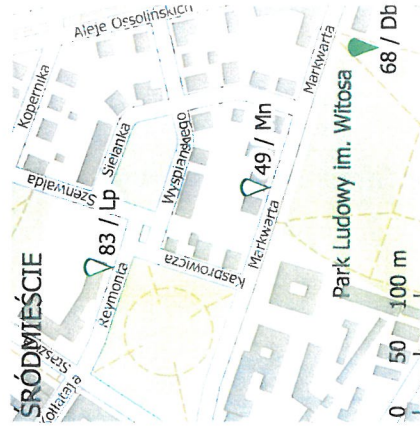 Aleje Ossolińskich
Kopernika
Szenwalda
Sielanka
Wyspiańskiego
Markwarta
68 / Db
49 / Mn
83 / Lp
ŚRÓDMIEŚCIE
Reymonta
Kasprowicza
Markwarta
Park Ludowy im. Witosa
Kołłątaja
0 50 100 m